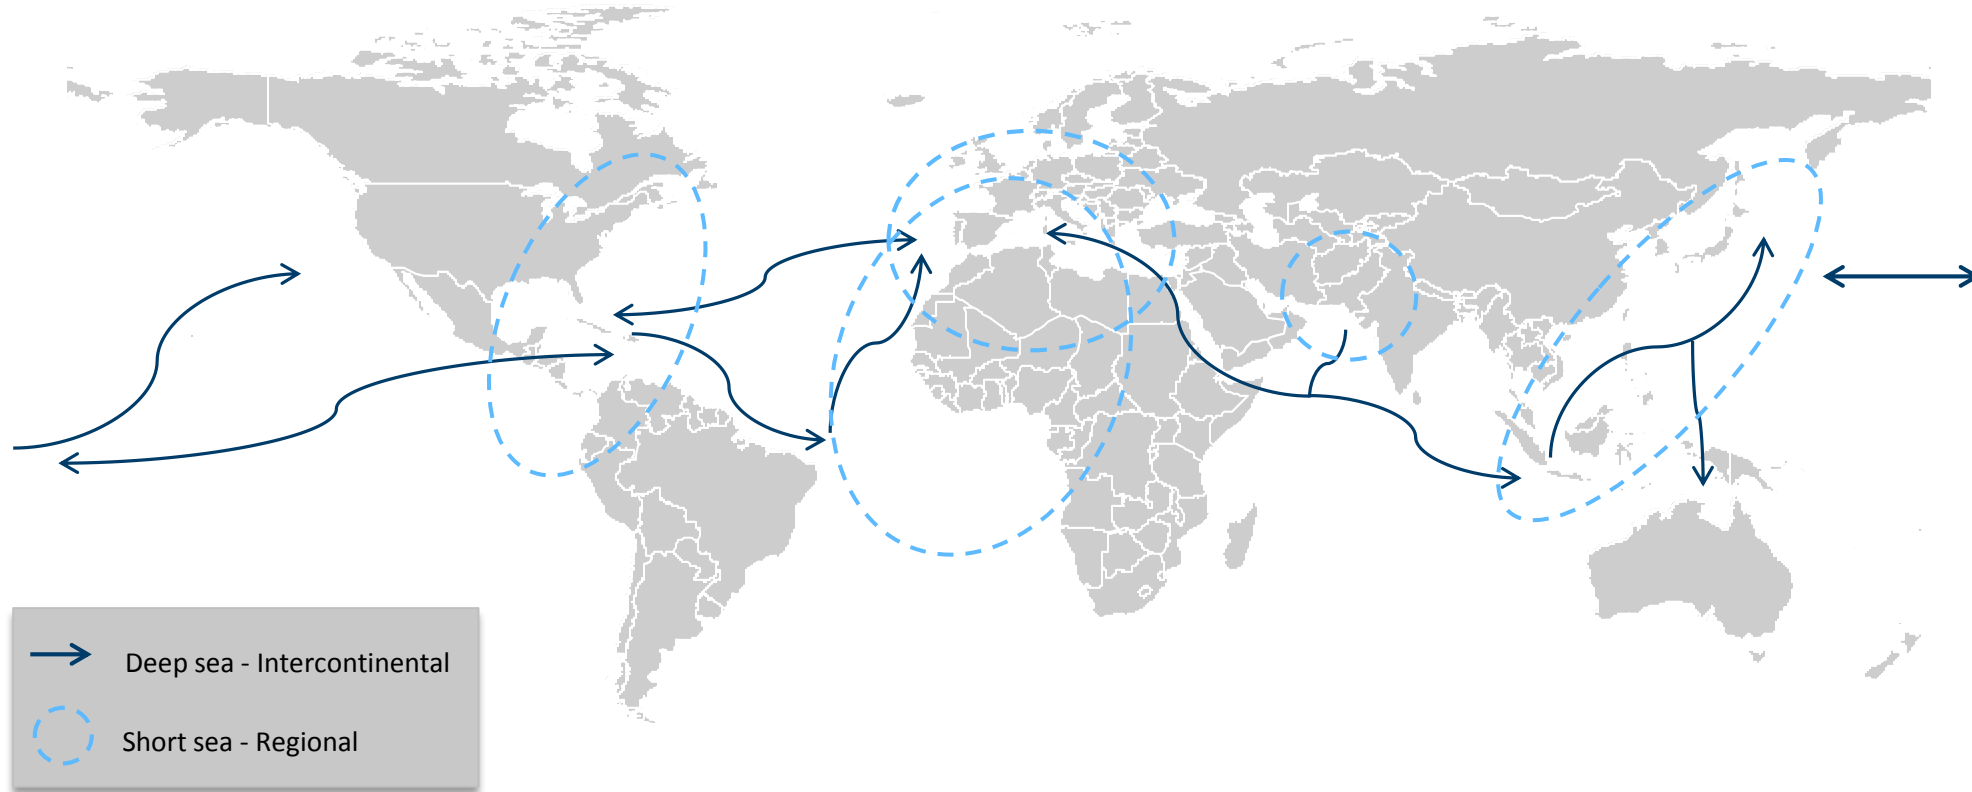 Deep sea - Intercontinental
Short sea - Regional